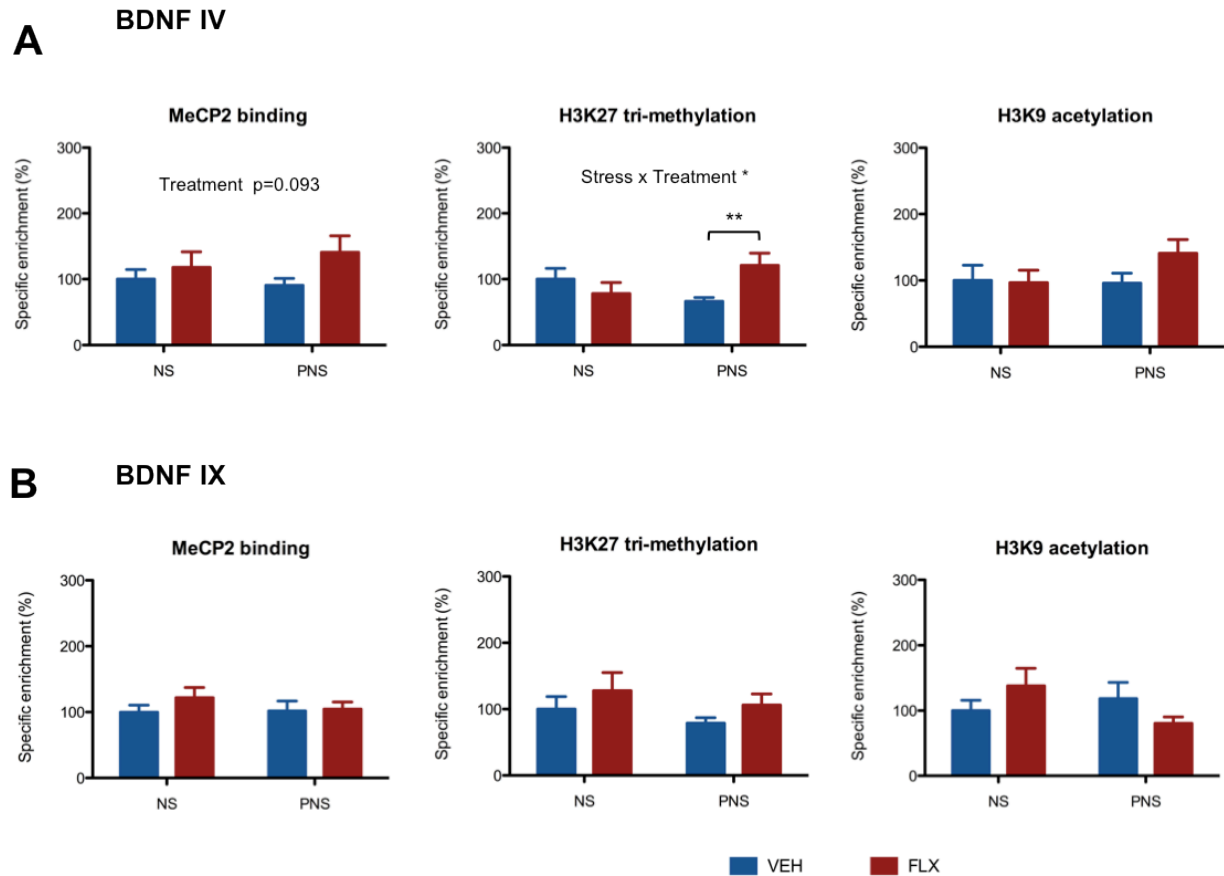 A
BDNF IV
MeCP2 binding
Specific enrichment (%)
300
200
100
0
Treatment p=0.093
NS
PNS
H3K27 tri-methylation
Specific enrichment (%)
300
200
100
0
Stress x Treatment *
**
NS
PNS
H3K9 acetylation
Specific enrichment (%)
300
200
100
0
NS
PNS
B
BDNF IX
MeCP2 binding
Specific enrichment (%)
300
200
100
0
NS
PNS
H3K27 tri-methylation
Specific enrichment (%)
300
200
100
0
NS
PNS
H3K9 acetylation
Specific enrichment (%)
300
200
100
0
NS
PNS
VEH
FLX